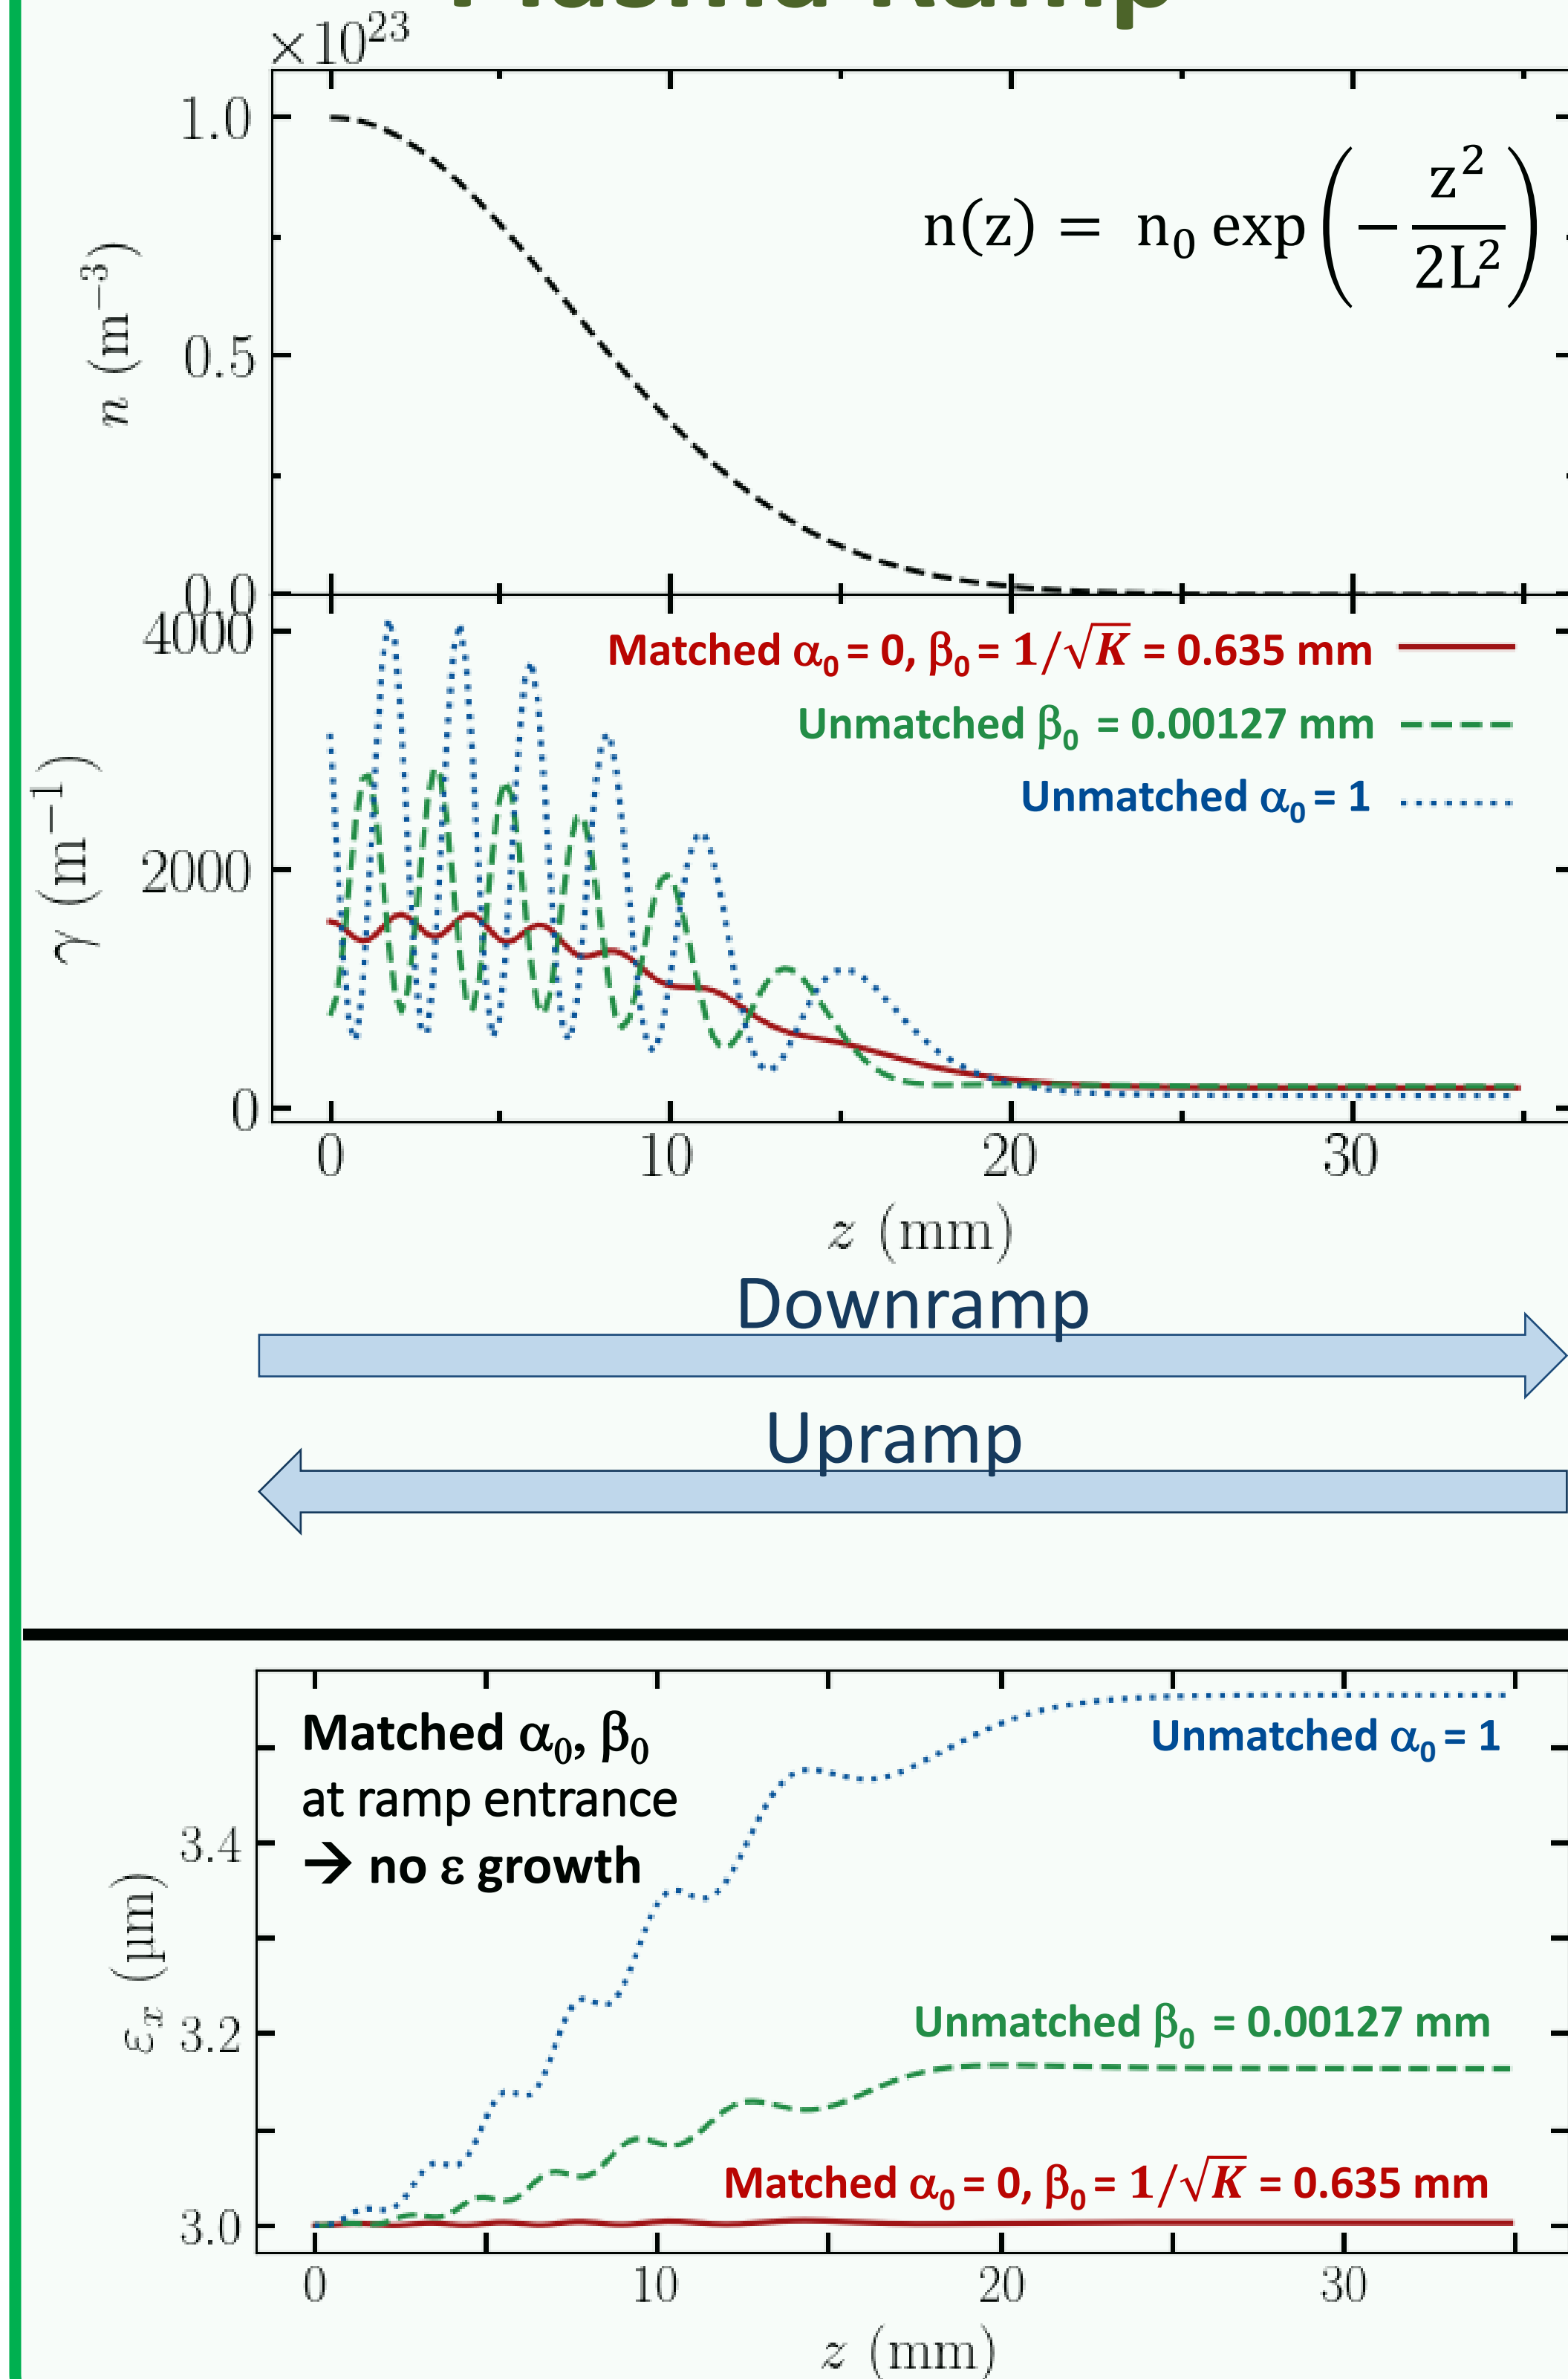 Plasma Ramp
×10²³
1.0
0.5
0.0
n (m⁻³)
n(z) = n₀ exp(−z²/2L²)
4000
2000
0
γ (m⁻¹)
Matched α₀ = 0, β₀ = 1/√K = 0.635 mm
Unmatched β₀ = 0.00127 mm
Unmatched α₀ = 1
0 10 20 30
z (mm)
Downramp
Upramp
Matched α₀, β₀
at ramp entrance
→ no ε growth
Unmatched α₀ = 1
3.4
3.2
3.0
εₓ (μm)
Unmatched β₀ = 0.00127 mm
Matched α₀ = 0, β₀ = 1/√K = 0.635 mm
0 10 20 30
z (mm)